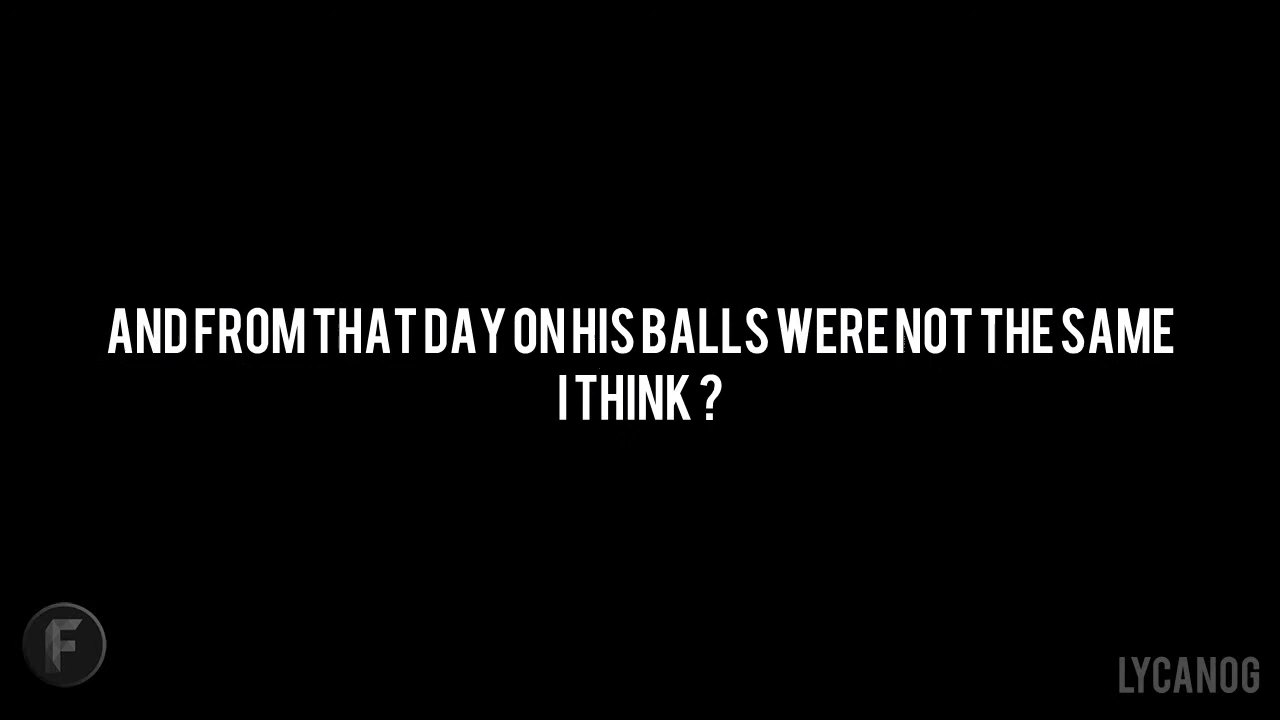 AND FROM THAT DAY ON HIS BALLS WERE NOT THE SAME
I THINK ?
F
LYCANOG